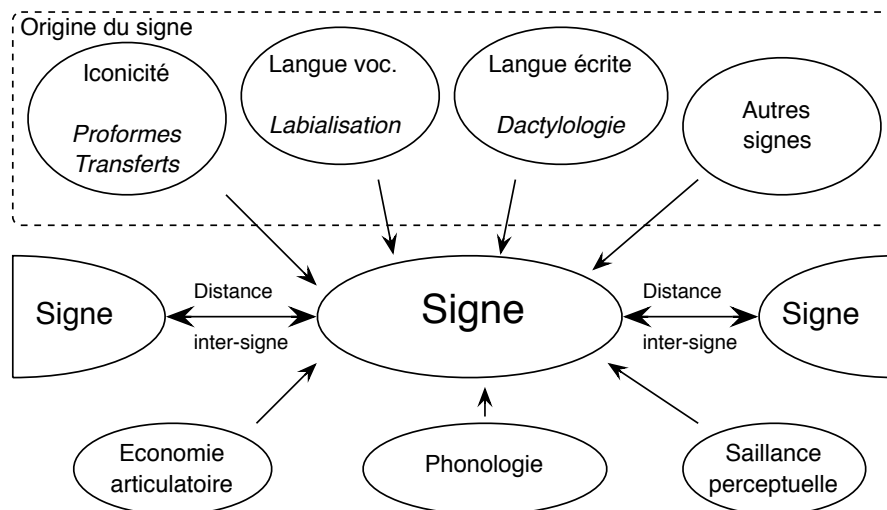 Origine du signe
Iconicité
Proformes
Transferts
Langue voc.
Labialisation
Langue écrite
Dactylologie
Autres
signes
Signe
Distance
inter-signe
Signe
Distance
inter-signe
Signe
Economie
articulatoire
Phonologie
Saillance
perceptuelle